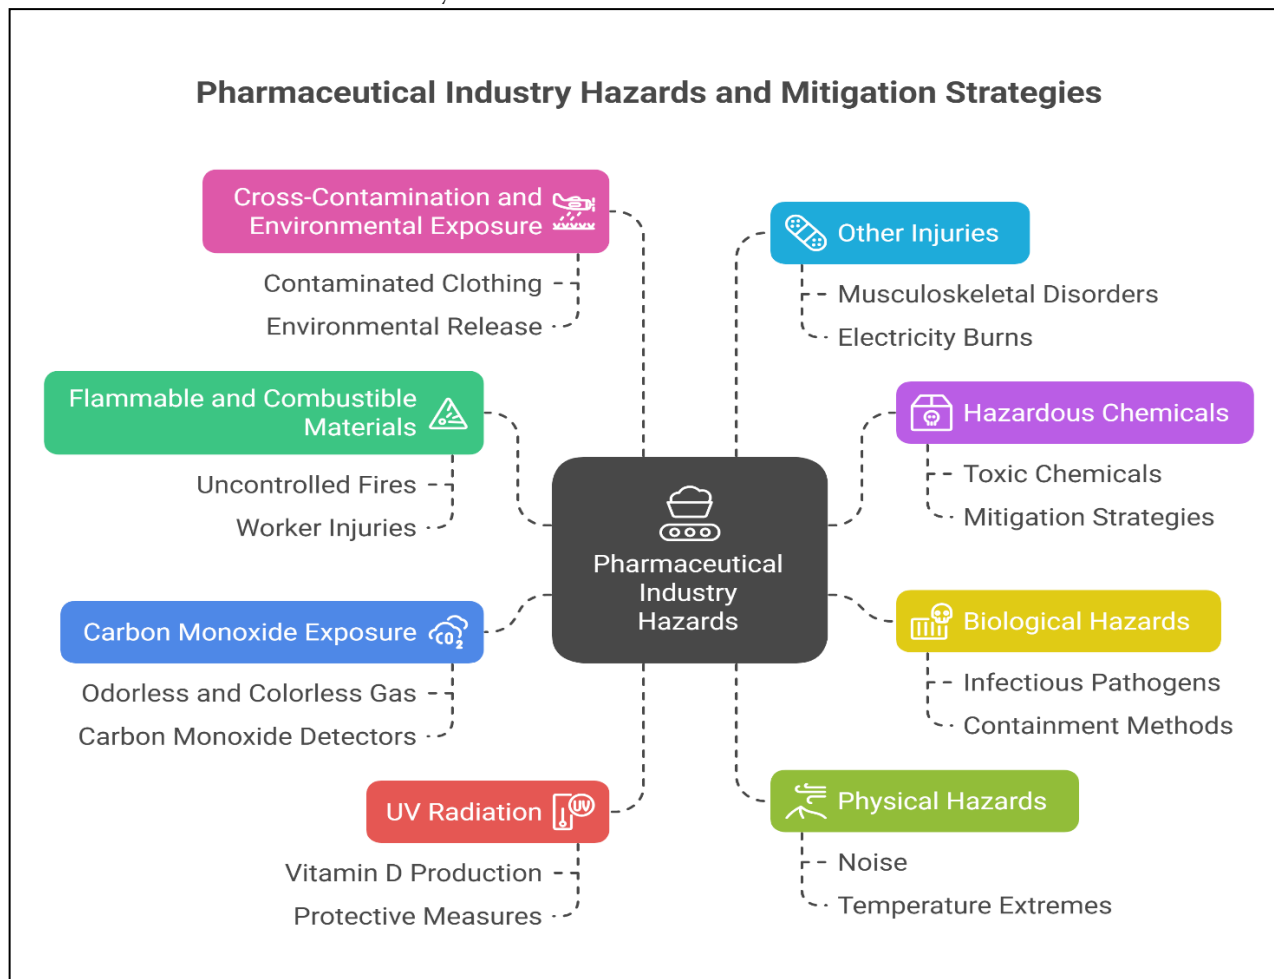 Pharmaceutical Industry Hazards and Mitigation Strategies
Cross-Contamination and
Environmental Exposure
Contaminated Clothing
Environmental Release
Flammable and Combustible
Materials
Uncontrolled Fires
Worker Injuries
Carbon Monoxide Exposure
CO2
Odorless and Colorless Gas
Carbon Monoxide Detectors
UV Radiation
UV
Vitamin D Production
Protective Measures
Pharmaceutical
Industry
Hazards
Other Injuries
Musculoskeletal Disorders
Electricity Burns
Hazardous Chemicals
Toxic Chemicals
Mitigation Strategies
Biological Hazards
Infectious Pathogens
Containment Methods
Physical Hazards
Noise
Temperature Extremes